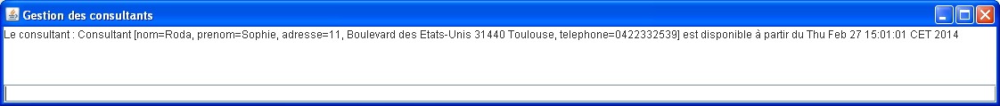 Gestion des consultants
Le consultant : Consultant [nom=Roda, prenom=Sophie, adresse=11, Boulevard des Etats-Unis 31440 Toulouse, telephone=0422332539] est disponible à partir du Thu Feb 27 15:01:01 CET 2014